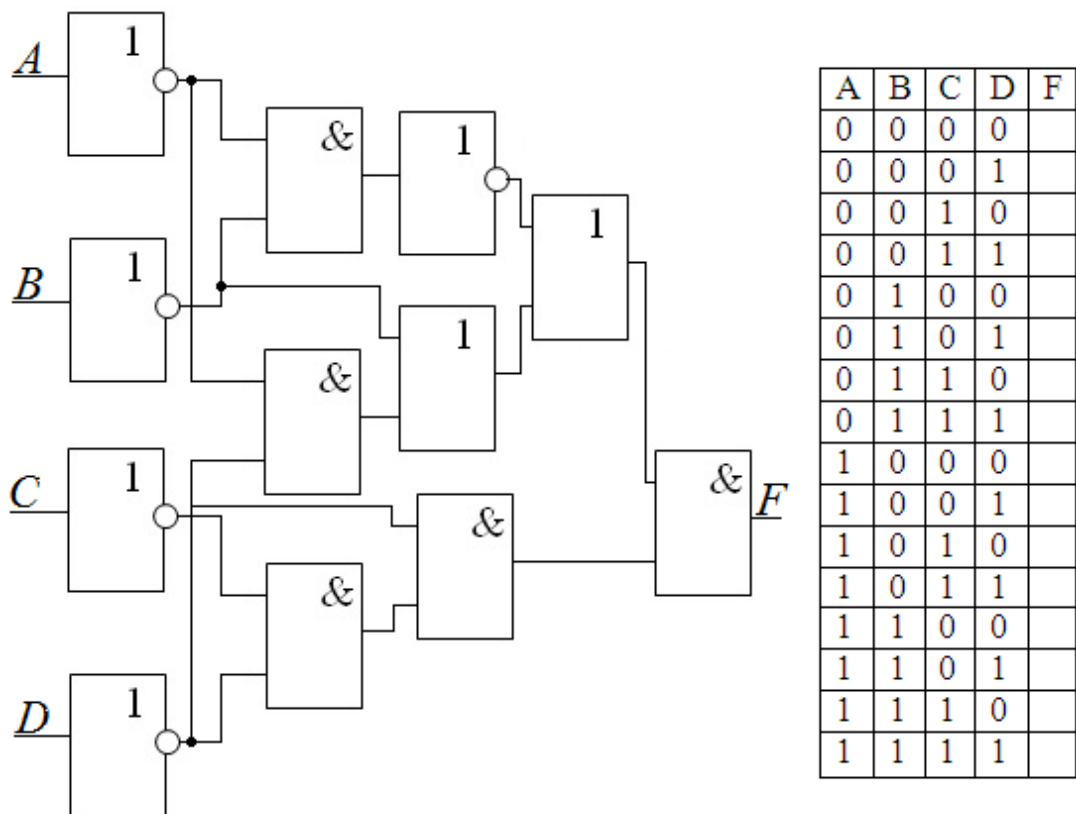 1
A
&
1
1
B
1
1
&
C
1
&
F
&
&
D
1
A B C D F
0 0 0 0
0 0 0 1
0 0 1 0
0 0 1 1
0 1 0 0
0 1 0 1
0 1 1 0
0 1 1 1
1 0 0 0
1 0 0 1
1 0 1 0
1 0 1 1
1 1 0 0
1 1 0 1
1 1 1 0
1 1 1 1